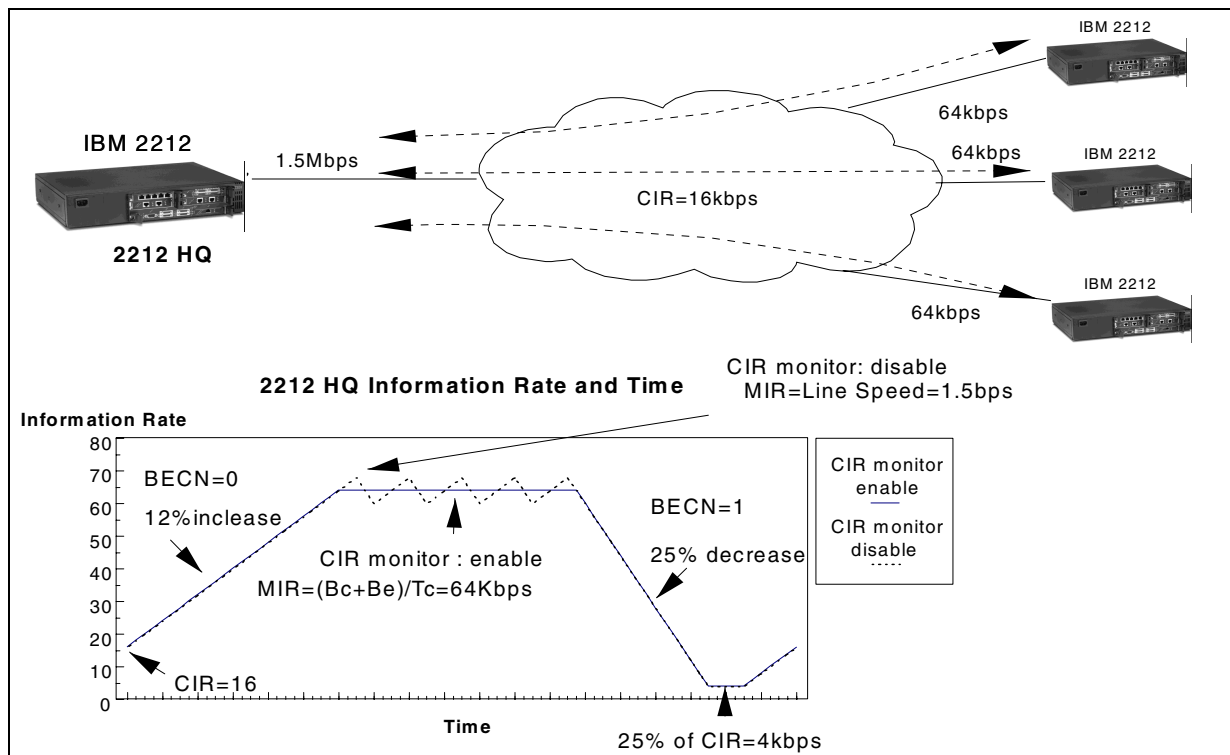 IBM 2212
64kbps
IBM 2212
1.5Mbps
64kbps
IBM 2212
CIR=16kbps
2212 HQ
IBM 2212
64kbps
CIR monitor: disable
MIR=Line Speed=1.5bps
2212 HQ Information Rate and Time
Information Rate
80
70
60
50
40
30
20
10
0
BECN=0
12%inclease
CIR monitor : enable
MIR=(Bc+Be)/Tc=64Kbps
BECN=1
25% decrease
CIR=16
Time
25% of CIR=4kbps
CIR monitor
enable
CIR monitor
disable